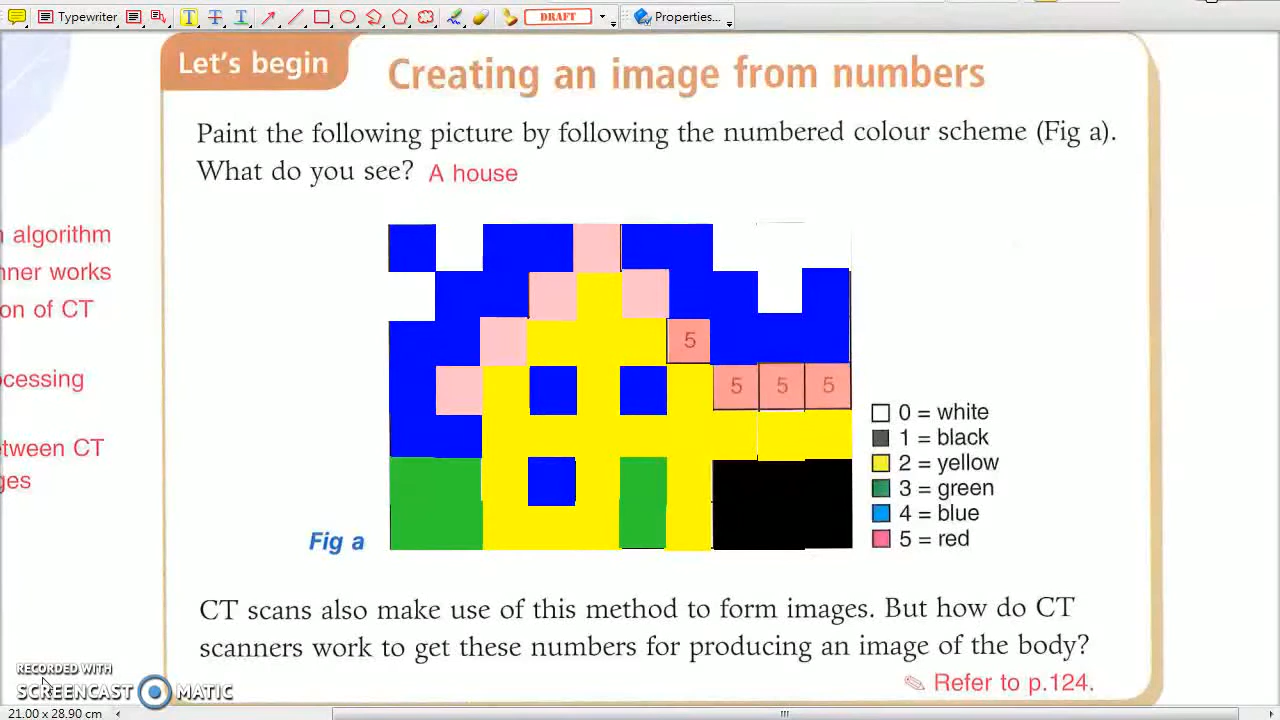 Typewriter
DRAFT
Properties...
Let's begin
Creating an image from numbers
Paint the following picture by following the numbered colour scheme (Fig a).
What do you see? A house
algorithm
nner works
on of CT
ocessing
etween CT
ges
5
5 5 5
0 = white
1 = black
2 = yellow
3 = green
4 = blue
5 = red
Fig a
CT scans also make use of this method to form images. But how do CT
scanners work to get these numbers for producing an image of the body?
Refer to p.124.
RECORDED WITH
SCREENCAST MATIC
21.00 x 28.90 cm